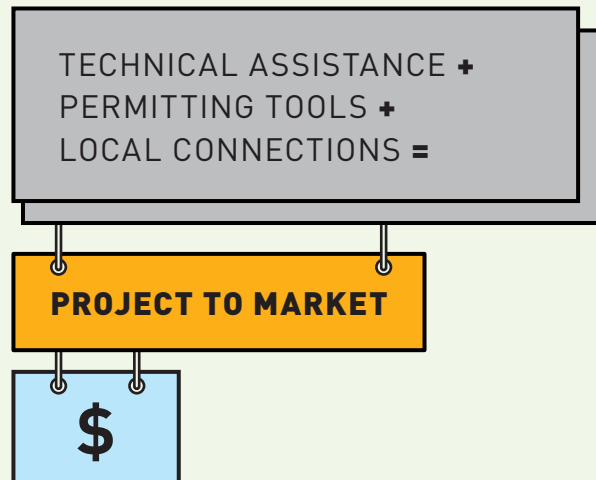 TECHNICAL ASSISTANCE +
PERMITTING TOOLS +
LOCAL CONNECTIONS =
PROJECT TO MARKET
$